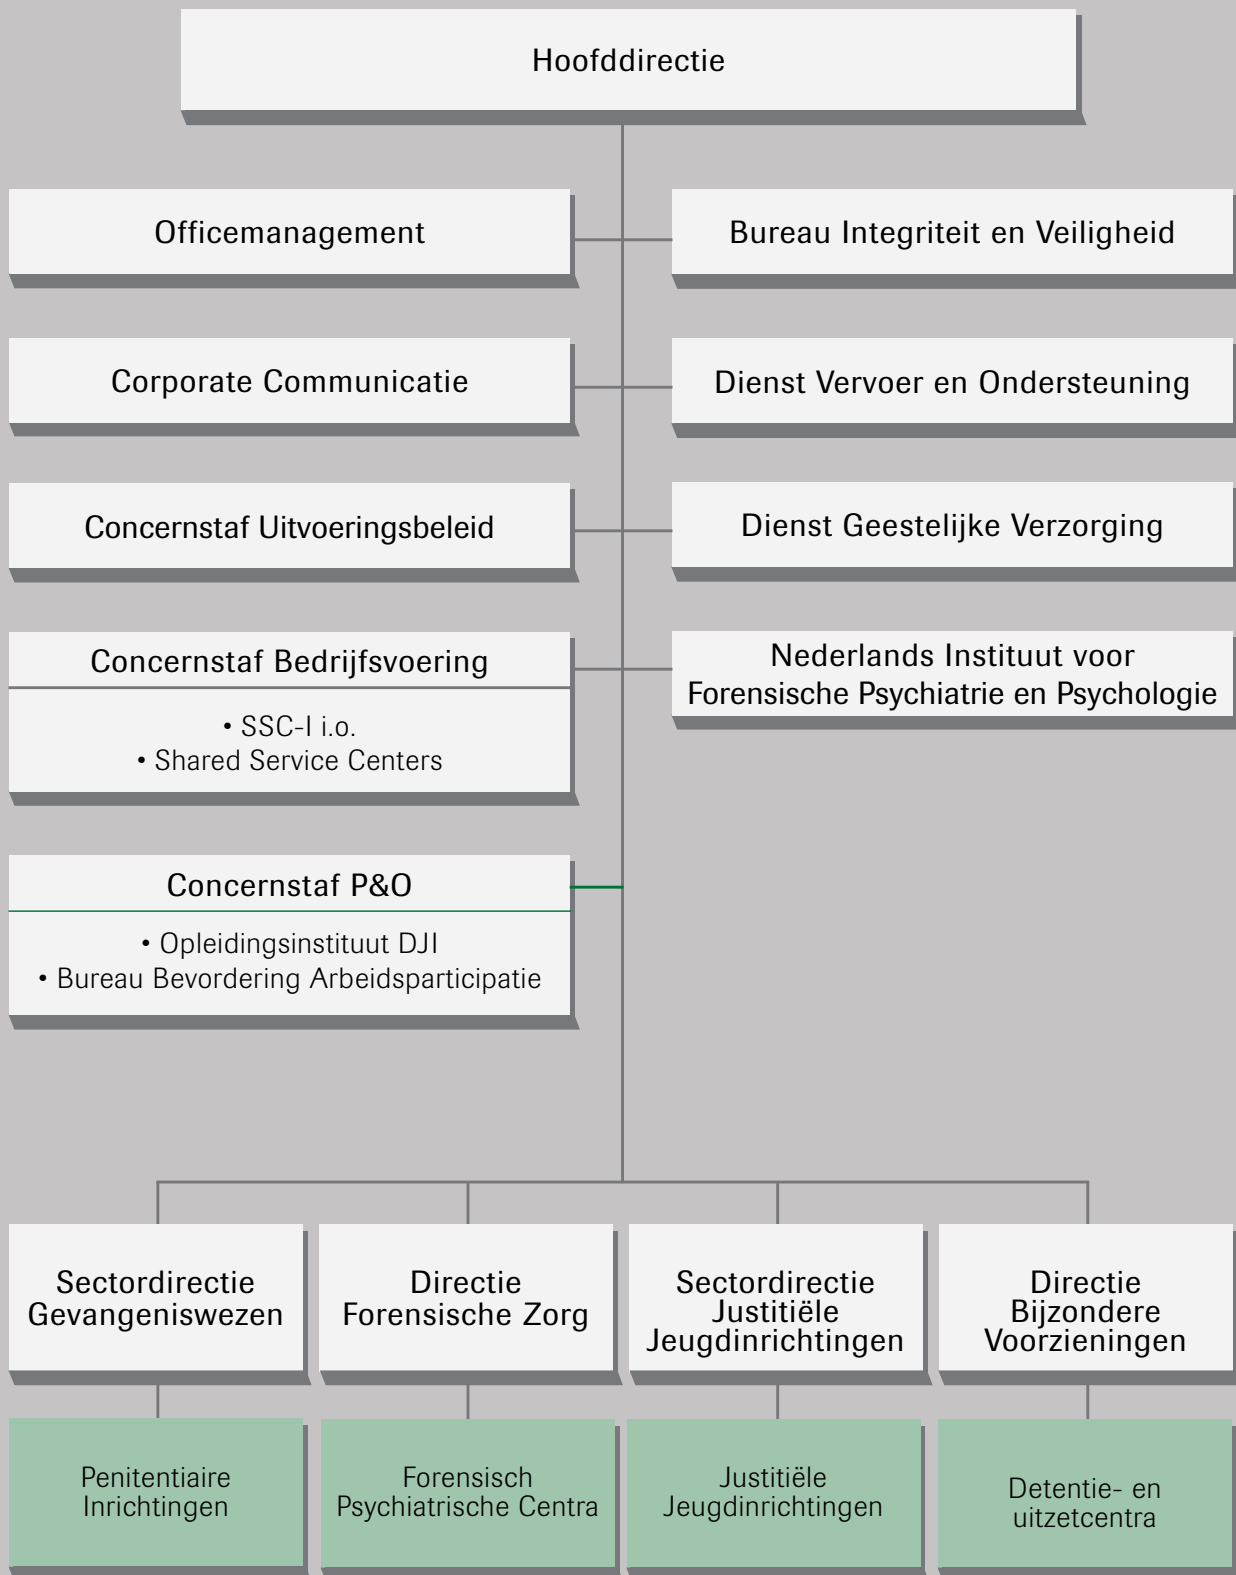 Hoofddirectie
Officemanagement
Bureau Integriteit en Veiligheid
Corporate Communicatie
Dienst Vervoer en Ondersteuning
Concernstaf Uitvoeringsbeleid
Dienst Geestelijke Verzorging
Concernstaf Bedrijfsvoering
• SSC-I i.o.
• Shared Service Centers
Nederlands Instituut voor
Forensische Psychiatrie en Psychologie
Concernstaf P&O
• Opleidingsinstituut DJI
• Bureau Bevordering Arbeidsparticipatie
Sectordirectie
Gevangeniswezen
Directie
Forensische Zorg
Sectordirectie
Justitiële
Jeugdinrichtingen
Directie
Bijzondere
Voorzieningen
Penitentiaire
Inrichtingen
Forensisch
Psychiatrische Centra
Justitiële
Jeugdinrichtingen
Detentie- en
uitzetcentra